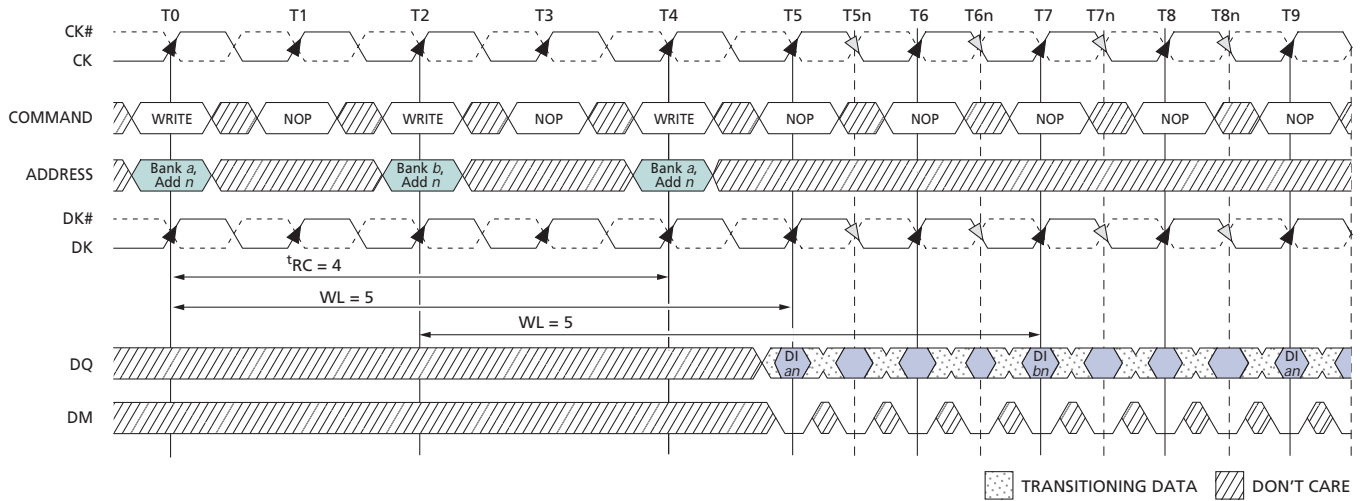 T0 T1 T2 T3 T4 T5 T5n T6 T6n T7 T7n T8 T8n T9
CK#
CK
COMMAND WRITE NOP WRITE NOP WRITE NOP NOP NOP NOP NOP
ADDRESS Bank a, Add n Bank b, Add n Bank a, Add n
DK#
DK
tRC = 4
WL = 5
WL = 5
DQ DI an DI bn DI an
DM
TRANSITIONING DATA DON'T CARE